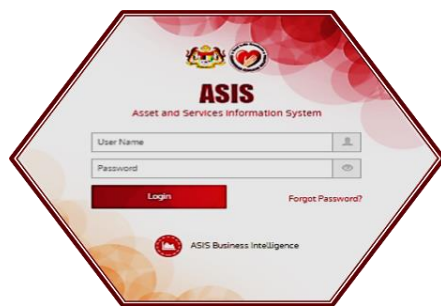 ASIS
Asset and Services Information System
User Name
Password
Login
Forgot Password?
ASIS Business Intelligence